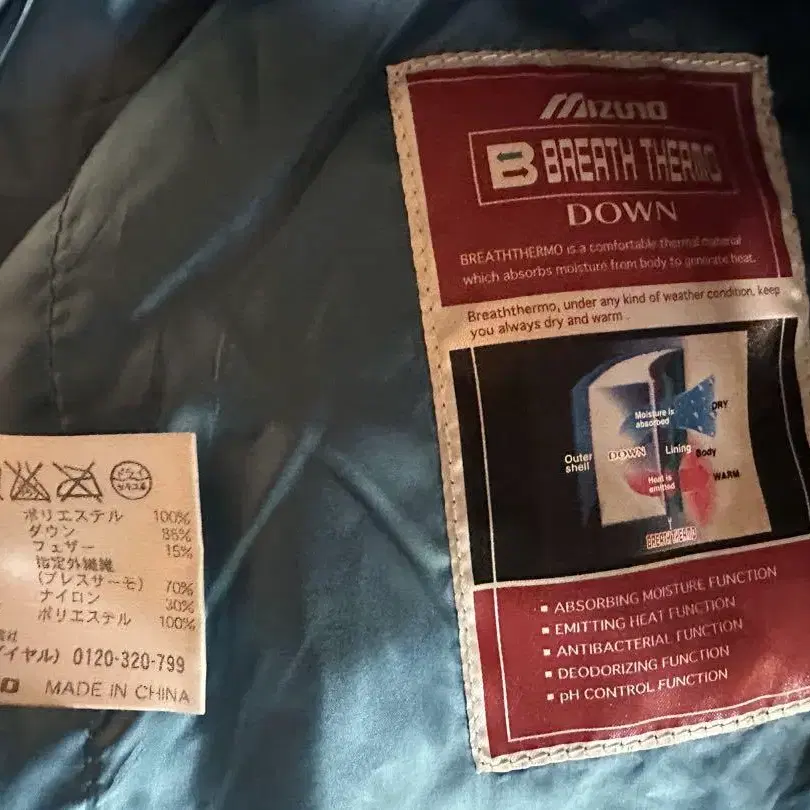 MIZUNO
B BREATH THERMO
DOWN
BREATHTHERMO is a comfortable thermal material
which absorbs moisture from body to generate heat.
Breaththermo, under any kind of weather condition, keep
you always dry and warm .
Moisture is
absorbed
DRY
Outer
shell
DOWN
Lining
Body
WARM
Heat is
emitted
BREATH THERMO
■ ABSORBING MOISTURE FUNCTION
■ EMITTING HEAT FUNCTION
■ ANTIBACTERIAL FUNCTION
■ DEODORIZING FUNCTION
■ pH CONTROL FUNCTION
ポリエステル 100%
ダウン 85%
フェザー 15%
指定外繊維
(ブレスサーモ) 70%
ナイロン 30%
ポリエステル 100%
イヤル) 0120-320-799
MADE IN CHINA